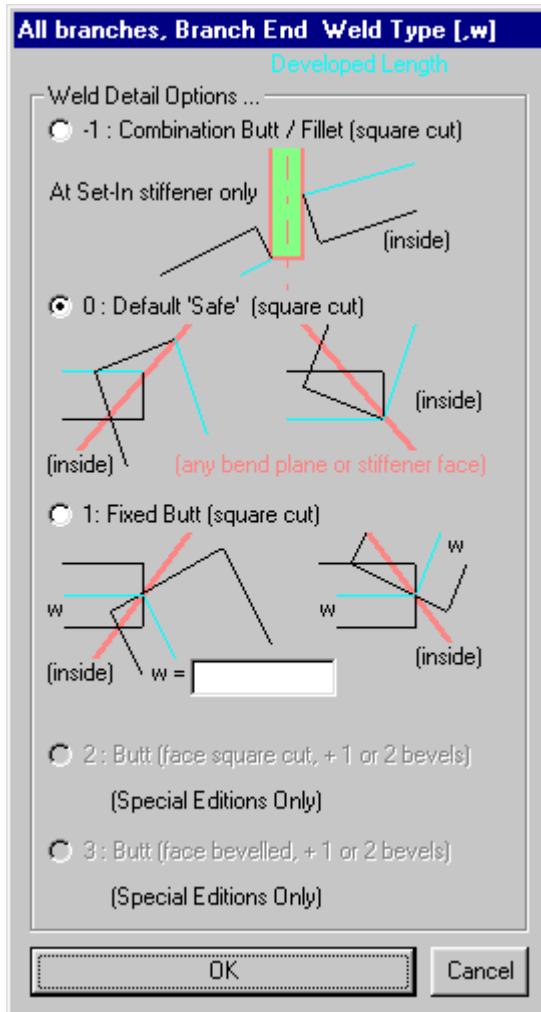 All branches, Branch End  Weld Type [,w]
Developed Length
Weld Detail Options ...
-1 : Combination Butt / Fillet (square cut)
At Set-In stiffener only
(inside)
0 : Default 'Safe'  (square cut)
(inside)
(inside)
(any bend plane or stiffener face)
1: Fixed Butt (square cut)
w
w
w
(inside)
(inside)
w =
2 : Butt (face square cut, + 1 or 2 bevels)
(Special Editions Only)
3 : Butt (face bevelled, + 1 or 2 bevels)
(Special Editions Only)
OK
Cancel